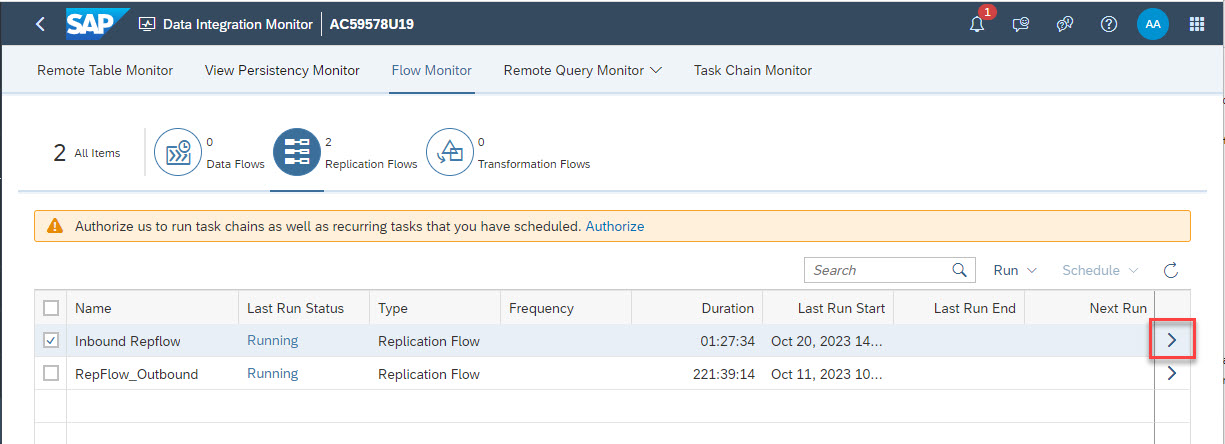 SAP Data Integration Monitor AC59578U19 1 AA
Remote Table Monitor View Persistency Monitor Flow Monitor Remote Query Monitor Task Chain Monitor
2 All Items 0 Data Flows 2 Replication Flows 0 Transformation Flows
Authorize us to run task chains as well as recurring tasks that you have scheduled. Authorize
Search Run Schedule
Name Last Run Status Type Frequency Duration Last Run Start Last Run End Next Run
Inbound Repflow Running Replication Flow 01:27:34 Oct 20, 2023 14...
RepFlow_Outbound Running Replication Flow 221:39:14 Oct 11, 2023 10...